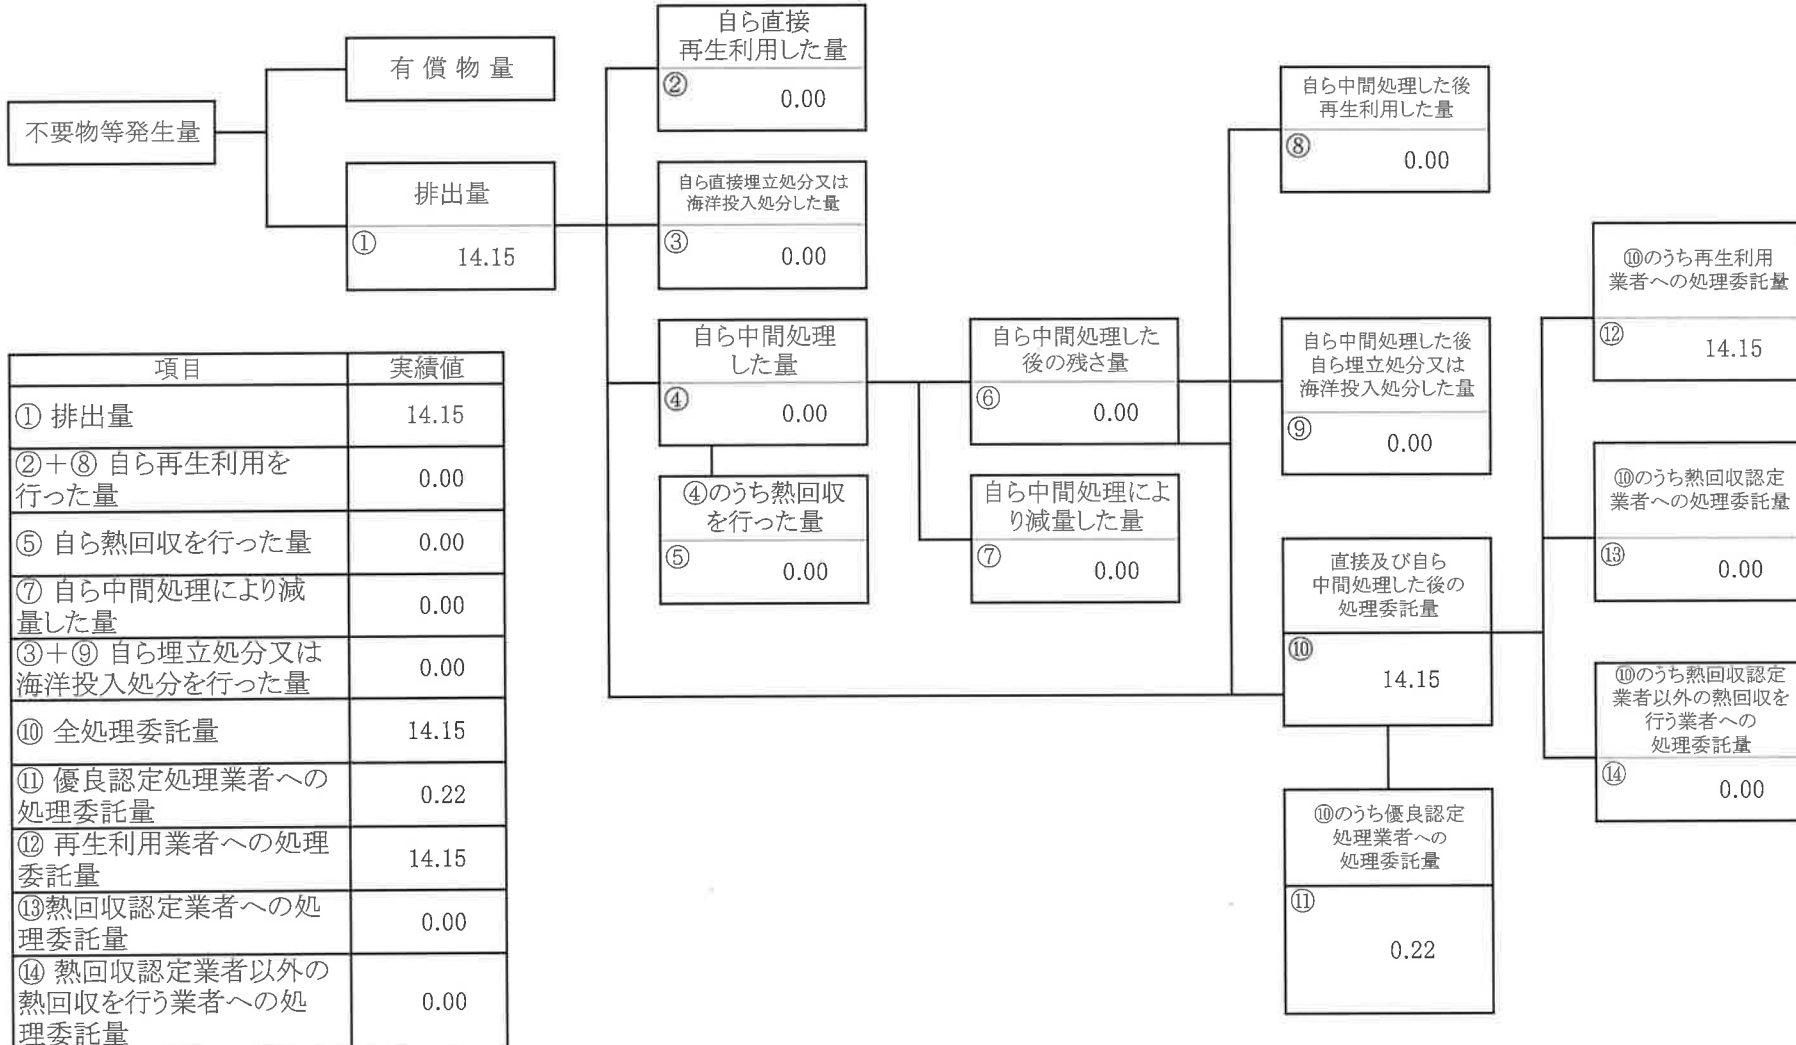 不要物等発生量
有償物量
排出量
①
14.15
自ら直接
再生利用した量
②
0.00
自ら直接埋立処分又は
海洋投入処分した量
③
0.00
自ら中間処理
した量
④
0.00
④のうち熱回収
を行った量
⑤
0.00
自ら中間処理した
後の残さ量
⑥
0.00
自ら中間処理によ
り減量した量
⑦
0.00
自ら中間処理した後
再生利用した量
⑧
0.00
自ら中間処理した後
自ら埋立処分又は
海洋投入処分した量
⑨
0.00
直接及び自ら
中間処理した後の
処理委託量
⑩
14.15
⑩のうち優良認定
処理業者への
処理委託量
⑪
0.22
⑩のうち再生利用
業者への処理委託量
⑫
14.15
⑩のうち熱回収認定
業者への処理委託量
⑬
0.00
⑩のうち熱回収認定
業者以外の熱回収を
行う業者への
処理委託量
⑭
0.00
項目 実績値
① 排出量 14.15
②+⑧ 自ら再生利用を
行った量 0.00
⑤ 自ら熱回収を行った量 0.00
⑦ 自ら中間処理により減
量した量 0.00
③+⑨ 自ら埋立処分又は
海洋投入処分を行った量 0.00
⑩ 全処理委託量 14.15
⑪ 優良認定処理業者への
処理委託量 0.22
⑫ 再生利用業者への処理
委託量 14.15
⑬熱回収認定業者への処
理委託量 0.00
⑭ 熱回収認定業者以外の
熱回収を行う業者への処
理委託量 0.00